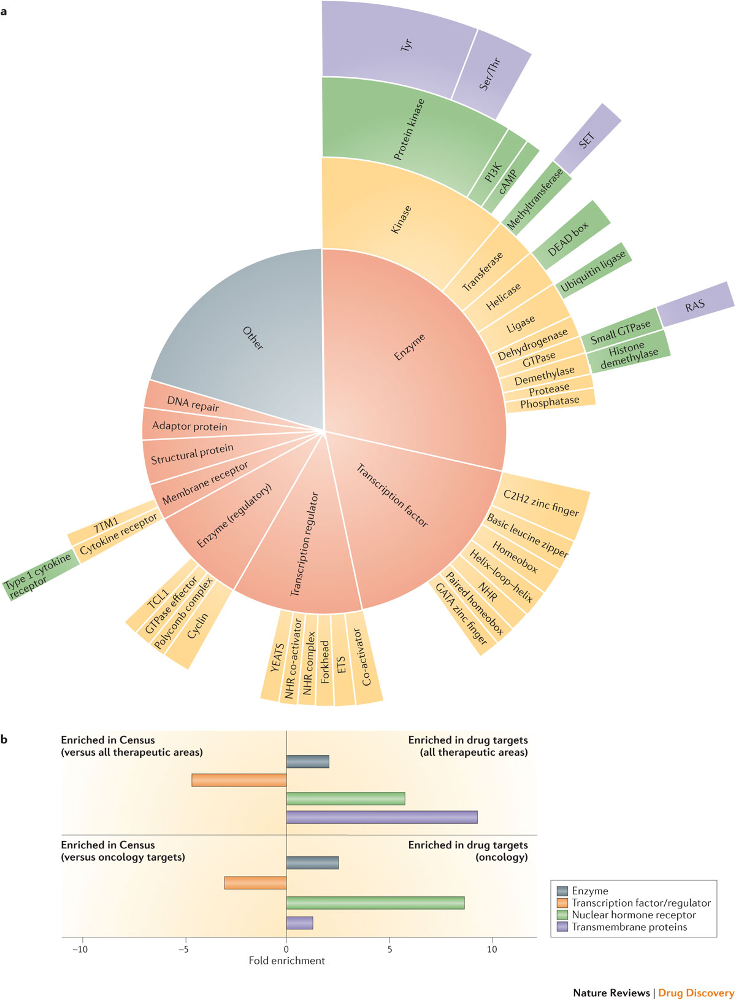 a
Tyr
Ser/Thr
Protein kinase
PI3K
cAMP
SET
Methyltransferase
Kinase
DEAD box
Transferase
Ubiquitin ligase
Helicase
RAS
Ligase
Small GTPase
Dehydrogenase
Histone
demethylase
GTPase
Demethylase
Protease
Phosphatase
Other
Enzyme
DNA repair
Adaptor protein
Structural protein
Membrane receptor
Enzyme (regulatory)
Transcription regulator
Transcription factor
C2H2 zinc finger
Basic leucine zipper
Homeobox
Helix–loop–helix
NHR
Paired homeobox
GATA zinc finger
7TM1
Cytokine receptor
Type 1 cytokine
receptor
TCL1
GTPase effector
Polycomb complex
Cyclin
YEATS
NHR co-activator
NHR complex
Forkhead
ETS
Co-activator
b
Enriched in Census
(versus all therapeutic areas)
Enriched in drug targets
(all therapeutic areas)
Enriched in Census
(versus oncology targets)
Enriched in drug targets
(oncology)
Enzyme
Transcription factor/regulator
Nuclear hormone receptor
Transmembrane proteins
–10
–5
0
5
10
Fold enrichment
Nature Reviews | Drug Discovery